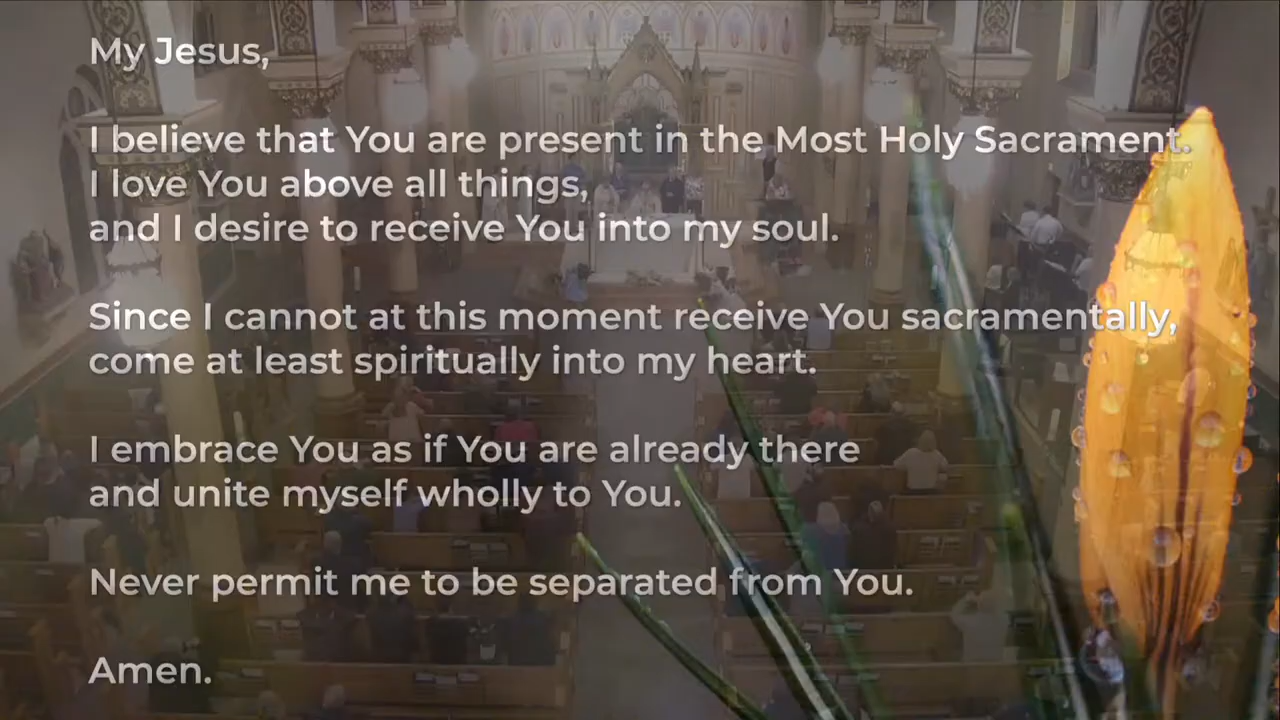 My Jesus,
I believe that You are present in the Most Holy Sacrament.
I love You above all things,
and I desire to receive You into my soul.
Since I cannot at this moment receive You sacramentally,
come at least spiritually into my heart.
I embrace You as if You are already there
and unite myself wholly to You.
Never permit me to be separated from You.
Amen.